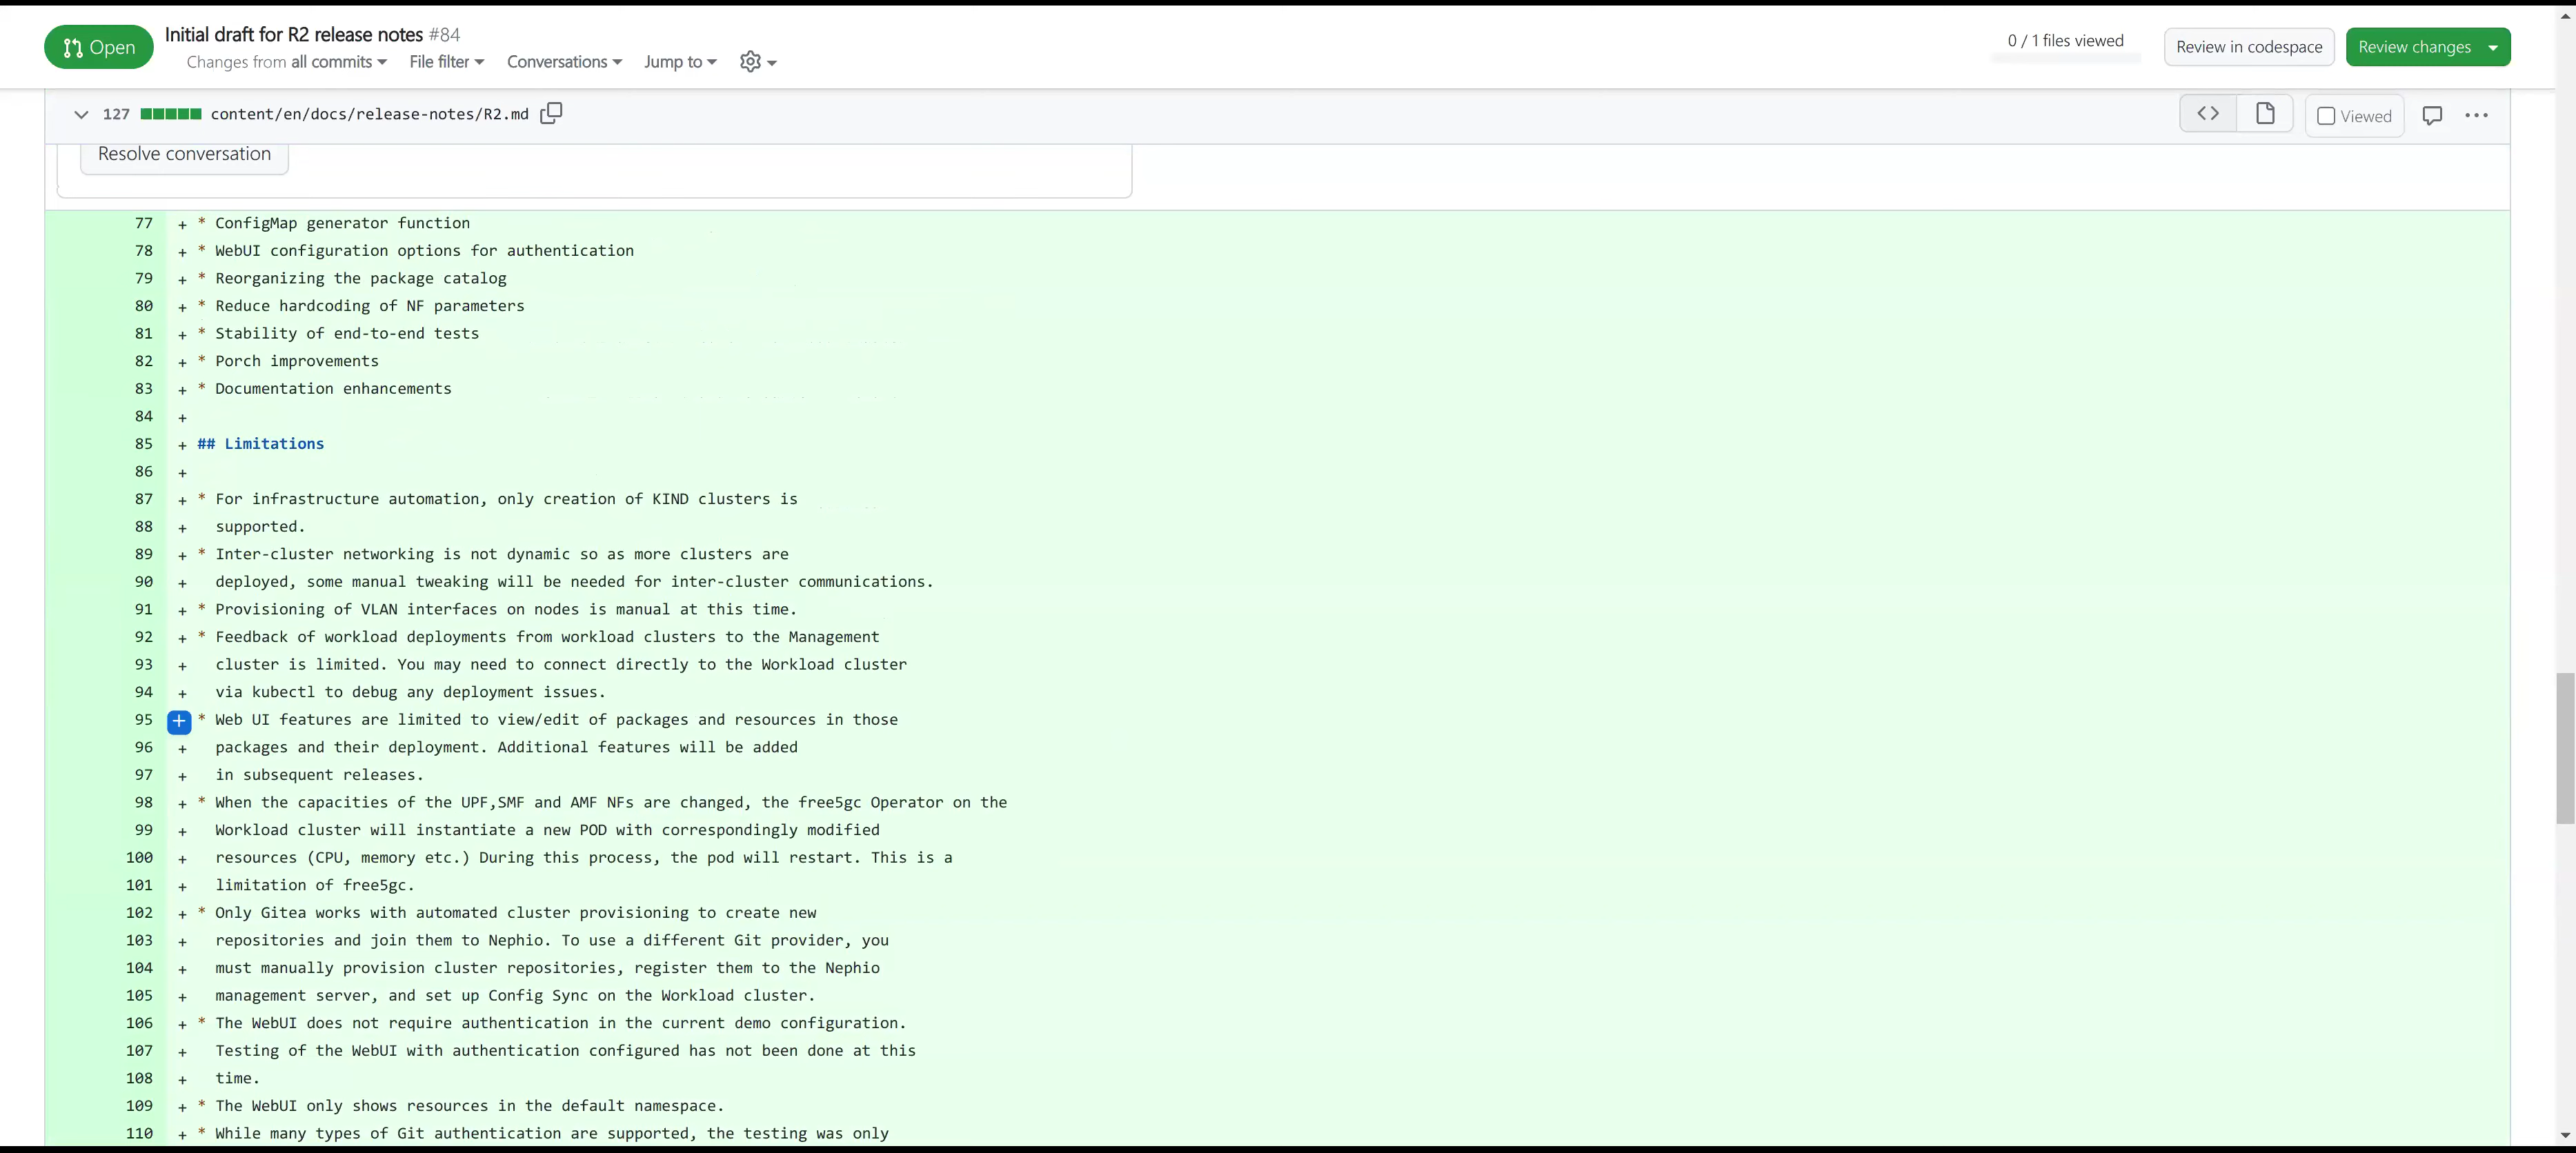 Open
Initial draft for R2 release notes #84
Changes from all commits
File filter
Conversations
Jump to
0 / 1 files viewed
Review in codespace
Review changes
127 content/en/docs/release-notes/R2.md
Viewed
Resolve conversation
77 + * ConfigMap generator function
78 + * WebUI configuration options for authentication
79 + * Reorganizing the package catalog
80 + * Reduce hardcoding of NF parameters
81 + * Stability of end-to-end tests
82 + * Porch improvements
83 + * Documentation enhancements
84 +
85 + ## Limitations
86 +
87 + * For infrastructure automation, only creation of KIND clusters is
88 + supported.
89 + * Inter-cluster networking is not dynamic so as more clusters are
90 + deployed, some manual tweaking will be needed for inter-cluster communications.
91 + * Provisioning of VLAN interfaces on nodes is manual at this time.
92 + * Feedback of workload deployments from workload clusters to the Management
93 + cluster is limited. You may need to connect directly to the Workload cluster
94 + via kubectl to debug any deployment issues.
95 + * Web UI features are limited to view/edit of packages and resources in those
96 + packages and their deployment. Additional features will be added
97 + in subsequent releases.
98 + * When the capacities of the UPF,SMF and AMF NFs are changed, the free5gc Operator on the
99 + Workload cluster will instantiate a new POD with correspondingly modified
100 + resources (CPU, memory etc.) During this process, the pod will restart. This is a
101 + limitation of free5gc.
102 + * Only Gitea works with automated cluster provisioning to create new
103 + repositories and join them to Nephio. To use a different Git provider, you
104 + must manually provision cluster repositories, register them to the Nephio
105 + management server, and set up Config Sync on the Workload cluster.
106 + * The WebUI does not require authentication in the current demo configuration.
107 + Testing of the WebUI with authentication configured has not been done at this
108 + time.
109 + * The WebUI only shows resources in the default namespace.
110 + * While many types of Git authentication are supported, the testing was only